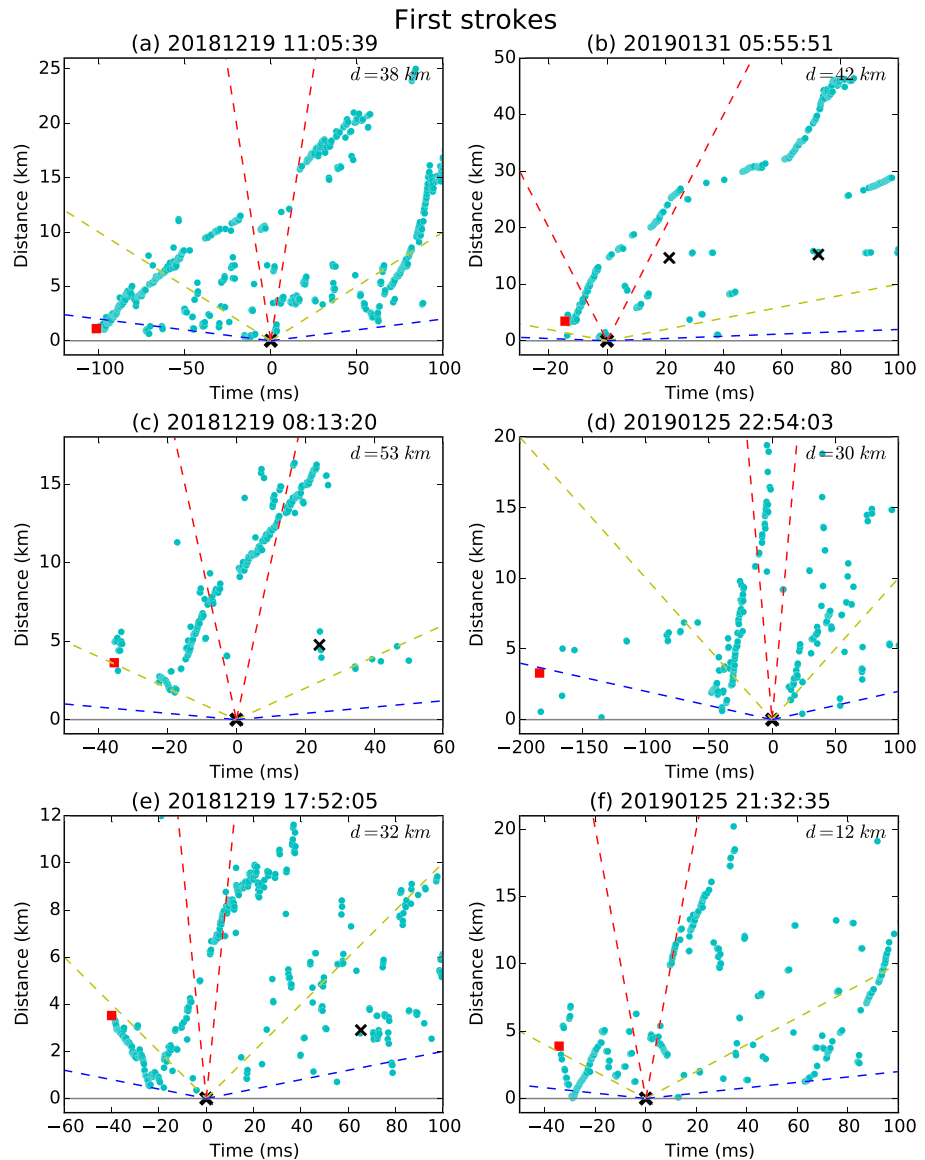 First strokes
(a) 20181219 11:05:39
(b) 20190131 05:55:51
d=38 km
d=42 km
25
20
15
10
5
0
Distance (km)
50
40
30
20
10
0
Distance (km)
−100 −50 0 50 100
−20 0 20 40 60 80 100
Time (ms)
Time (ms)
(c) 20181219 08:13:20
(d) 20190125 22:54:03
d=53 km
d=30 km
15
10
5
0
Distance (km)
20
15
10
5
0
Distance (km)
−40 −20 0 20 40 60
−200 −150 −100 −50 0 50 100
Time (ms)
Time (ms)
(e) 20181219 17:52:05
(f) 20190125 21:32:35
d=32 km
d=12 km
12
10
8
6
4
2
0
Distance (km)
20
15
10
5
0
Distance (km)
−60 −40 −20 0 20 40 60 80 100
−40 −20 0 20 40 60 80 100
Time (ms)
Time (ms)